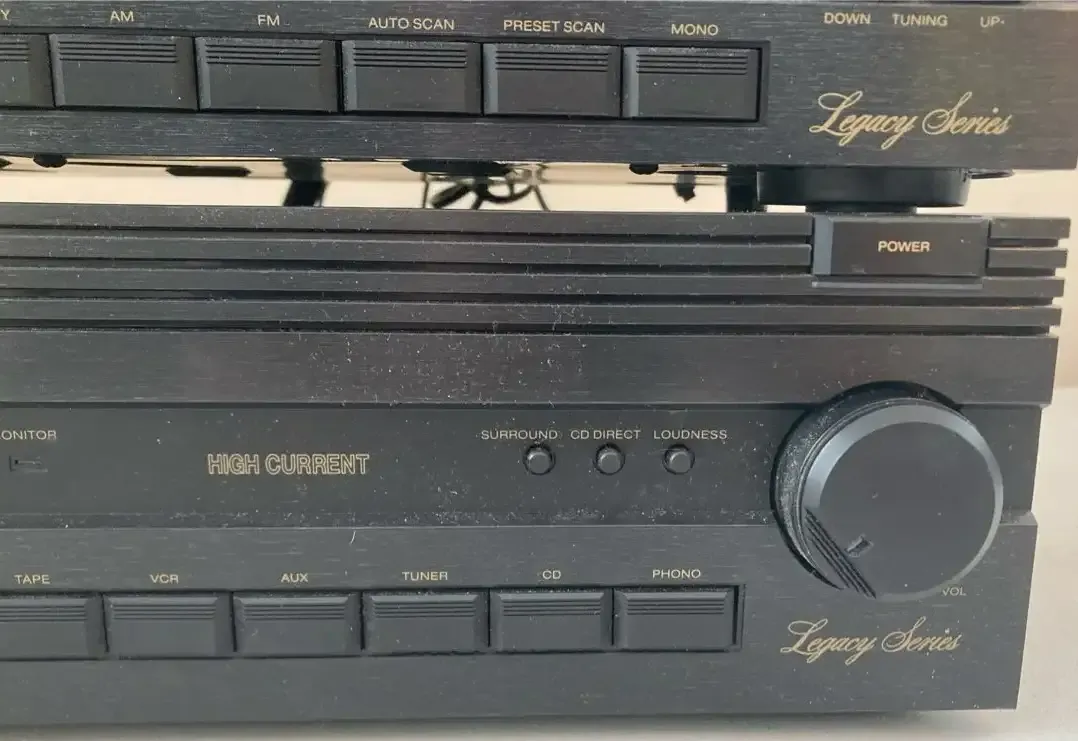 Y AM FM AUTO SCAN PRESET SCAN MONO DOWN TUNING UP
Legacy Series
POWER
ONITOR SURROUND CD DIRECT LOUDNESS
HIGH CURRENT
TAPE VCR AUX TUNER CD PHONO
VOL
Legacy Series